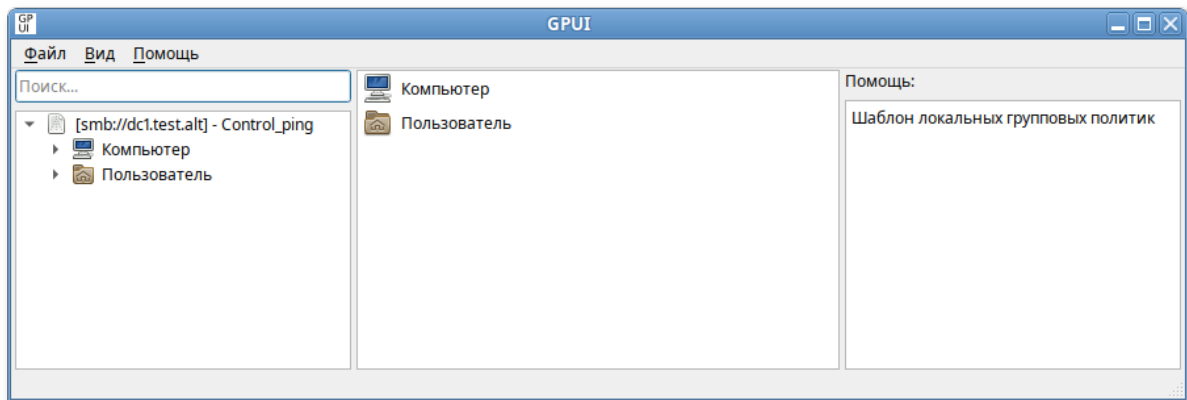 GP
UI
GPUI
Файл Вид Помощь
Поиск...
[smb://dc1.test.alt] - Control_ping
Компьютер
Пользователь
Компьютер
Пользователь
Помощь:
Шаблон локальных групповых политик